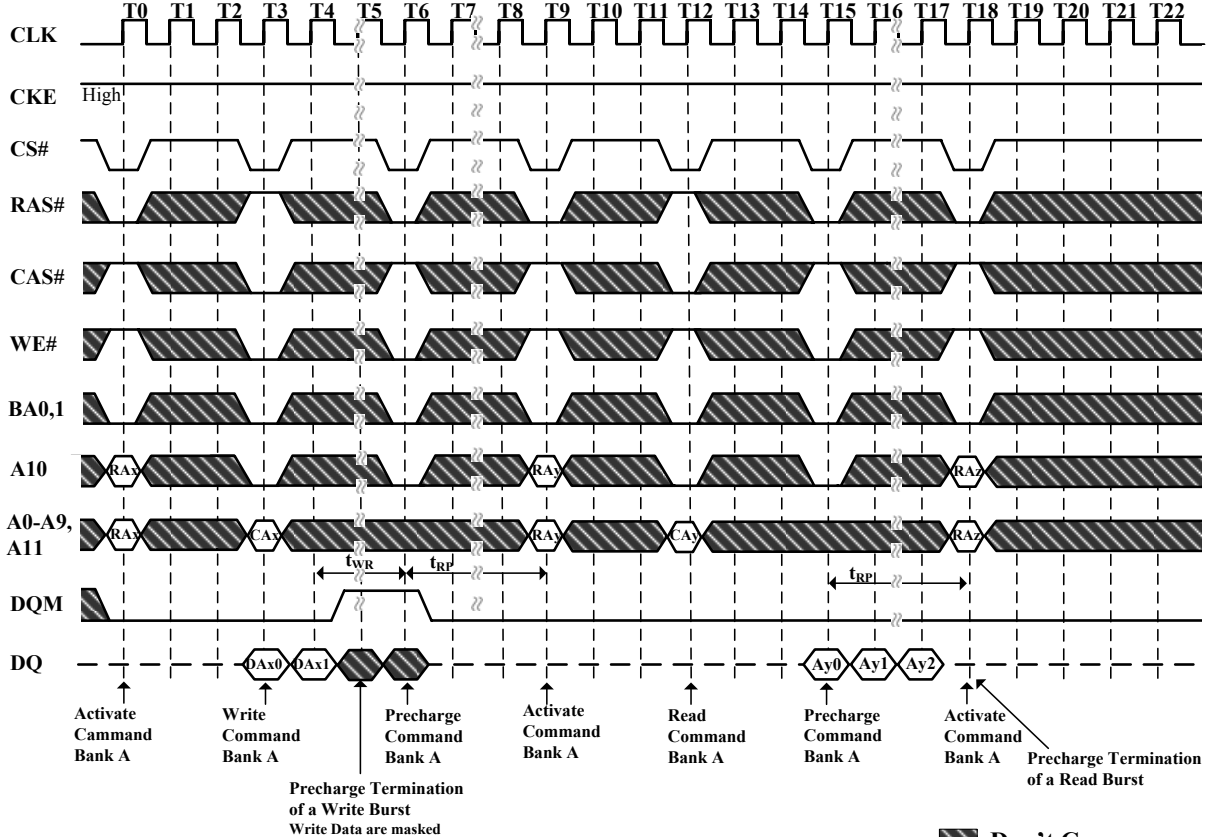 T0 T1 T2 T3 T4 T5 T6 T7 T8 T9 T10 T11 T12 T13 T14 T15 T16 T17 T18 T19 T20 T21 T22
CLK
CKE High
CS#
RAS#
CAS#
WE#
BA0,1
A10 RAx RAy RAz
A0-A9,
A11
RAx CAx RAy CAy RAz
tWR tRP tRP
DQM
DQ DAx0 DAx1 Ay0 Ay1 Ay2
Activate
Cammand
Bank A
Write
Command
Bank A
Precharge
Command
Bank A
Activate
Command
Bank A
Read
Command
Bank A
Precharge
Command
Bank A
Activate
Command
Bank A
Precharge Termination
of a Read Burst
Precharge Termination
of a Write Burst
Write Data are masked